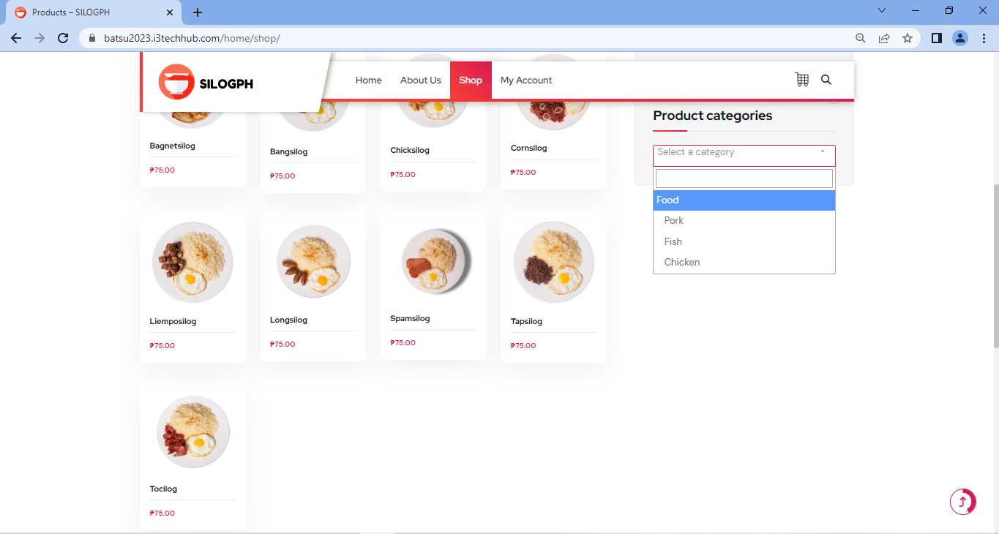 Products – SILOGPH
batsu2023.i3techhub.com/home/shop/
SILOGPH
Home
About Us
Shop
My Account
Bagnetsilog
₱75.00
Bangsilog
₱75.00
Chicksilog
₱75.00
Cornsilog
₱75.00
Liemposilog
₱75.00
Longsilog
₱75.00
Spamsilog
₱75.00
Tapsilog
₱75.00
Tocilog
₱75.00
Product categories
Select a category
Food
Pork
Fish
Chicken